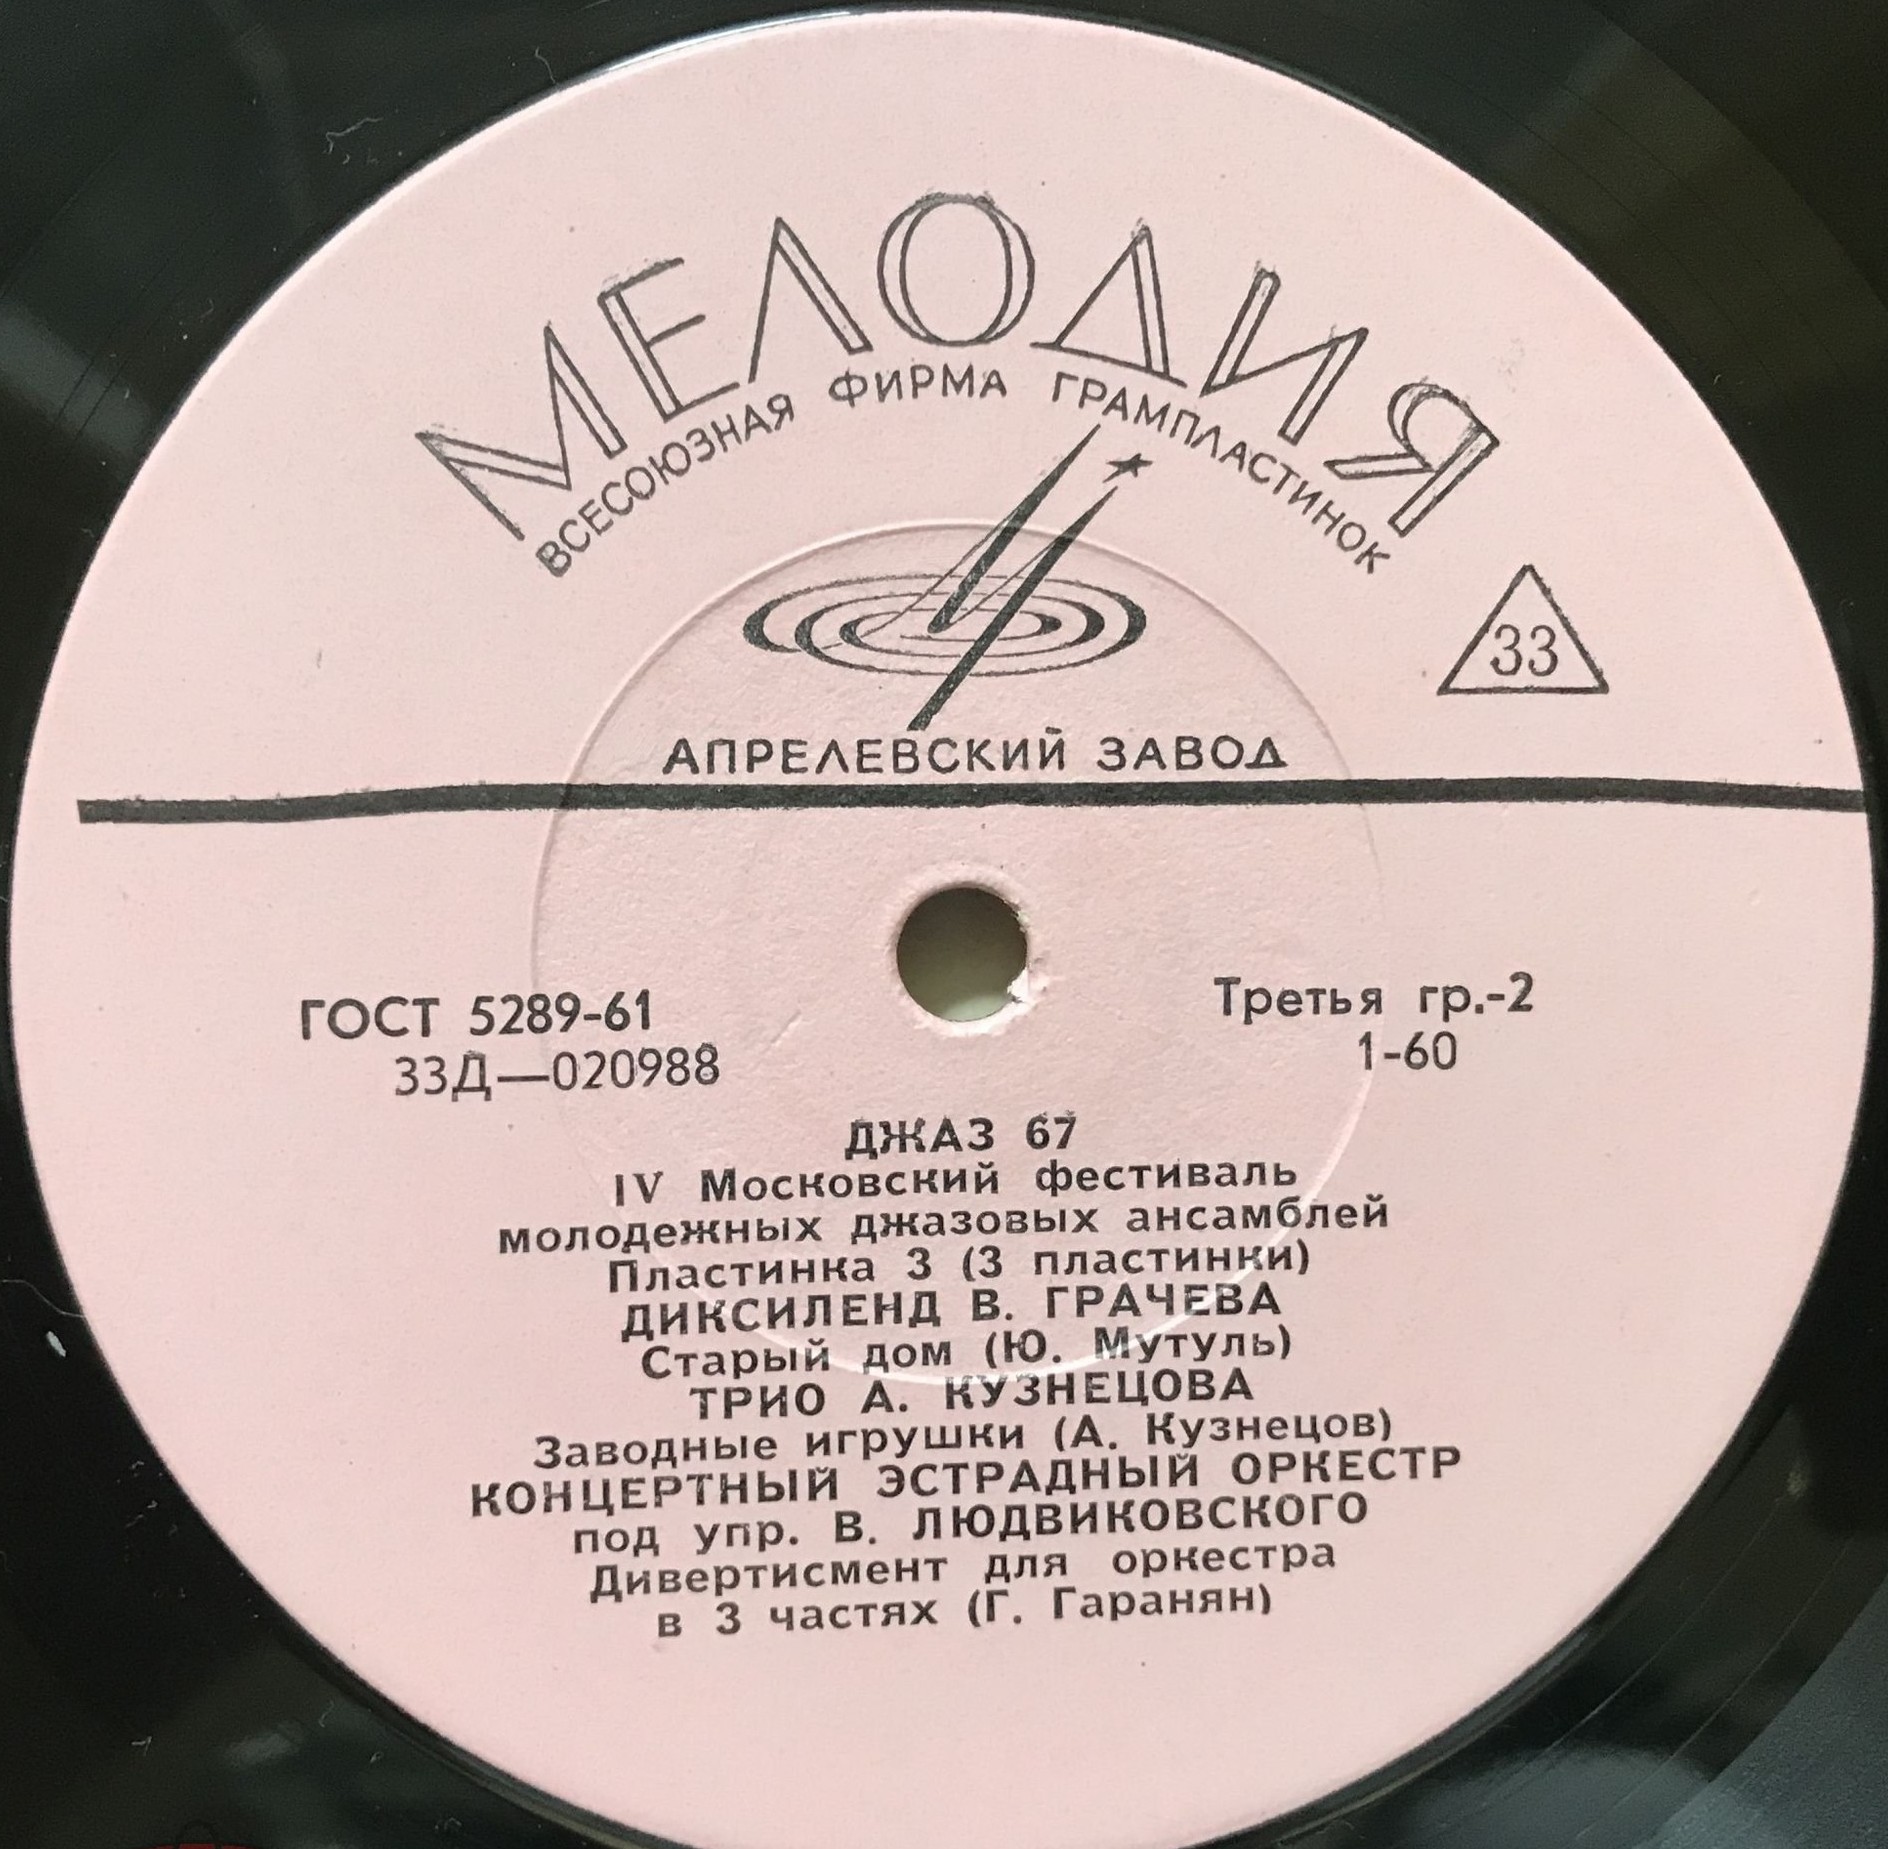 МЕЛОДИЯ
ВСЕСОЮЗНАЯ ФИРМА ГРАМПЛАСТИНОК
33
АПРЕЛЕВСКИЙ ЗАВОД
ГОСТ 5289-61
Третья гр.-2
33Д—020988
1-60
ДЖАЗ 67
IV Московский фестиваль
молодежных джазовых ансамблей
Пластинка 3 (3 пластинки)
ДИКСИЛЕНД В. ГРАЧЕВА
Старый дом (Ю. Мутуль)
ТРИО А. КУЗНЕЦОВА
Заводные игрушки (А. Кузнецов)
КОНЦЕРТНЫЙ ЭСТРАДНЫЙ ОРКЕСТР
под упр. В. ЛЮДВИКОВСКОГО
Дивертисмент для оркестра
в 3 частях (Г. Гаранян)